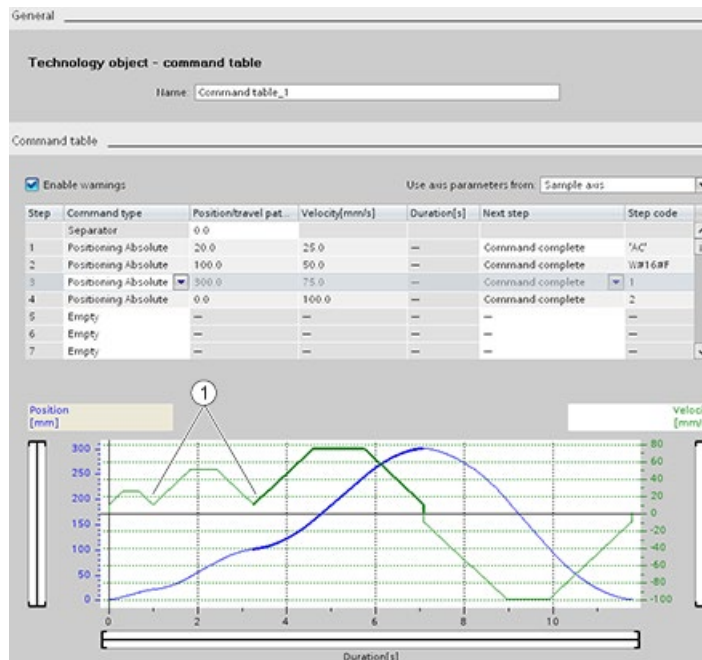 General
Technology object - command table
Name: Command table_1
Command table
Enable warnings Use axis parameters from: Sample axis
Step Command type Position/travel pat... Velocity[mm/s] Duration[s] Next step Step code
Separator 0.0
1 Positioning Absolute 20.0 25.0 — Command complete 'AC'
2 Positioning Absolute 100.0 50.0 — Command complete W#16#F
3 Positioning Absolute 300.0 75.0 — Command complete 1
4 Positioning Absolute 0.0 100.0 — Command complete 2
5 Empty — — — — —
6 Empty — — — — —
7 Empty — — — — —
1
Position Veloci
[mm] [mm/
300 80
60
250 40
200 20
0
150 -20
100 -40
-60
50 -80
0 -100
0 2 4 6 8 10
Duration[s]